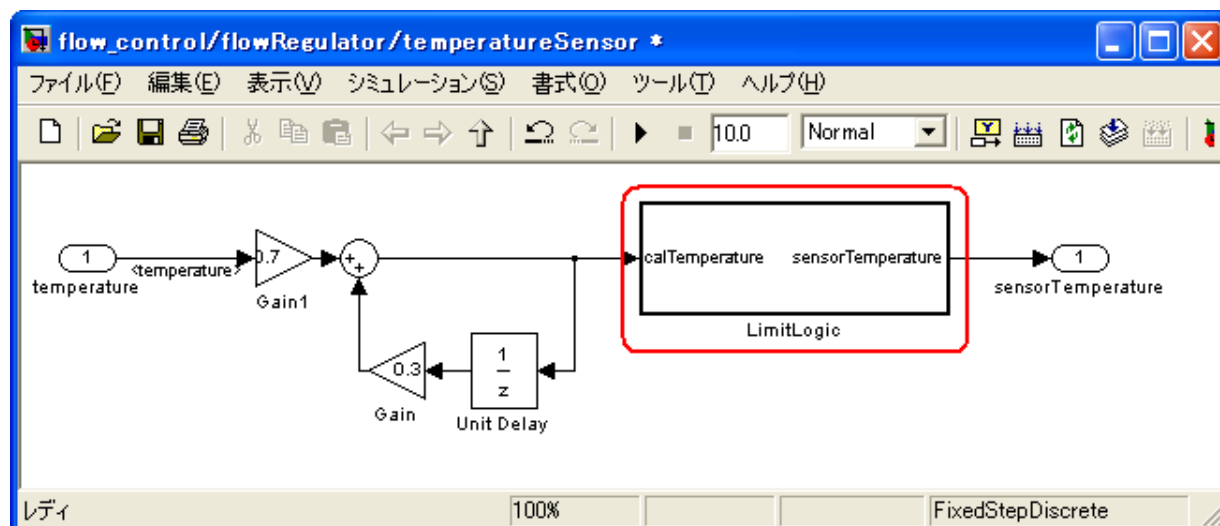 flow_control/flowRegulator/temperatureSensor *
ファイル(F) 編集(E) 表示(V) シミュレーション(S) 書式(O) ツール(T) ヘルプ(H)
10.0 Normal
1
temperature
<temperature>
0.7
Gain1
+
+
0.3
Gain
1
z
Unit Delay
calTemperature sensorTemperature
LimitLogic
1
sensorTemperature
レディ 100% FixedStepDiscrete